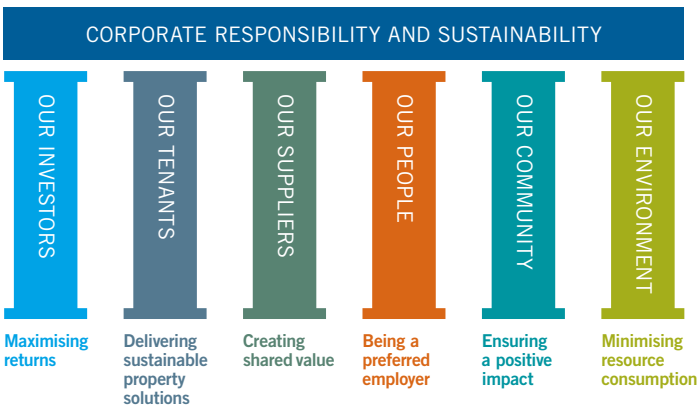 CORPORATE RESPONSIBILITY AND SUSTAINABILITY
OUR INVESTORS
Maximising
returns
OUR TENANTS
Delivering
sustainable
property
solutions
OUR SUPPLIERS
Creating
shared value
OUR PEOPLE
Being a
preferred
employer
OUR COMMUNITY
Ensuring
a positive
impact
OUR ENVIRONMENT
Minimising
resource
consumption